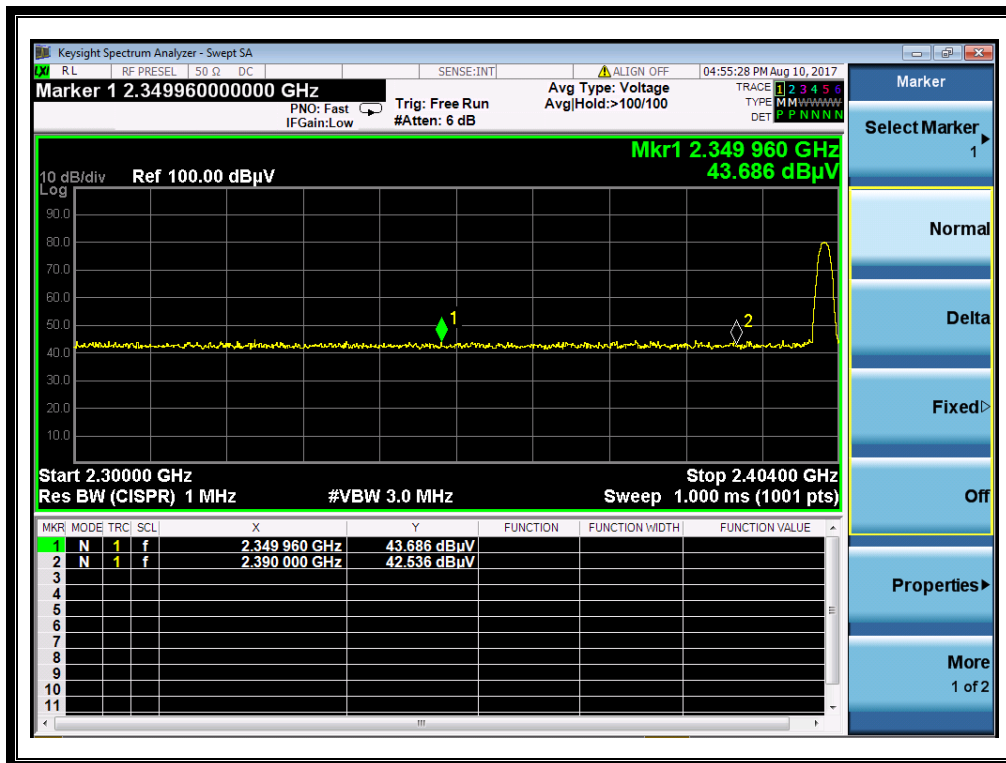 Keysight Spectrum Analyzer - Swept SA
LXI RL RF PRESEL 50 Ω DC SENSE:INT ALIGN OFF 04:55:28 PM Aug 10, 2017
Marker 1 2.349960000000 GHz
PNO: Fast
IFGain:Low
Trig: Free Run
#Atten: 6 dB
Avg Type: Voltage
Avg|Hold:>100/100
TRACE 1 2 3 4 5 6
TYPE MMWWWW
DET P P N N N N
Mkr1 2.349 960 GHz
43.686 dBµV
10 dB/div Ref 100.00 dBµV
Log
90.0
80.0
70.0
60.0
50.0
40.0
30.0
20.0
10.0
1
2
Start 2.30000 GHz Stop 2.40400 GHz
Res BW (CISPR) 1 MHz #VBW 3.0 MHz Sweep 1.000 ms (1001 pts)
MKR MODE TRC SCL X Y FUNCTION FUNCTION WIDTH FUNCTION VALUE
1 N 1 f 2.349 960 GHz 43.686 dBµV
2 N 1 f 2.390 000 GHz 42.536 dBµV
3
4
5
6
7
8
9
10
11
Marker
Select Marker
1
Normal
Delta
Fixed
Off
Properties
More
1 of 2